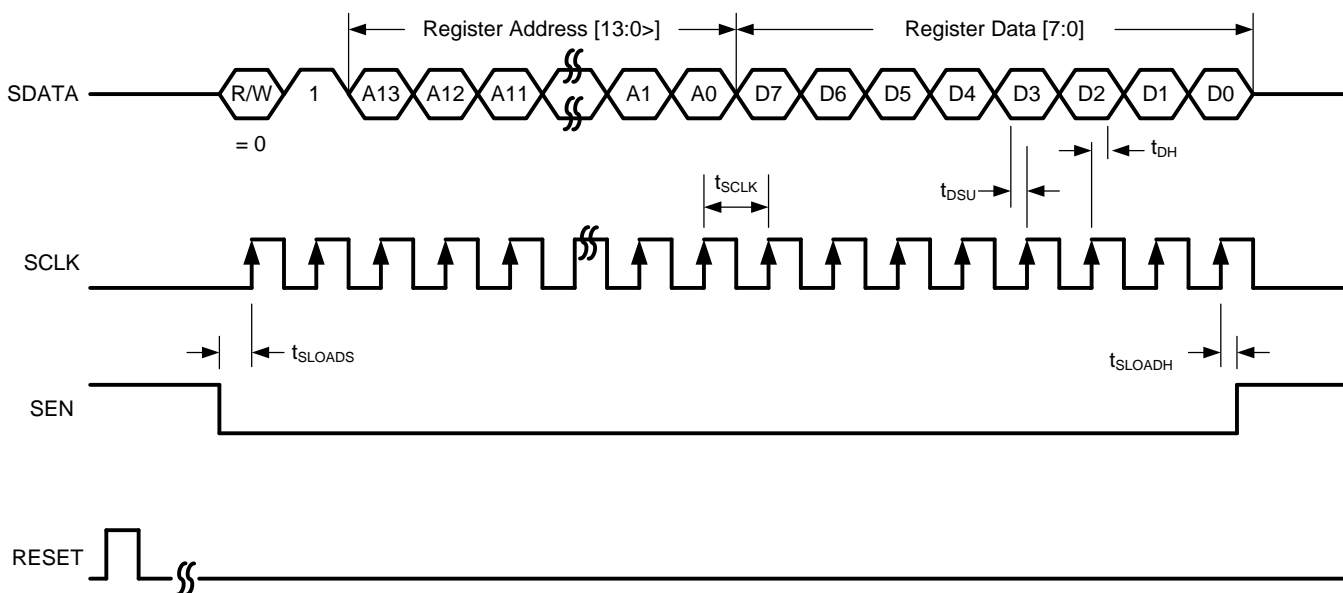 Register Address [13:0>] Register Data [7:0]
SDATA R/W 1 A13 A12 A11 A1 A0 D7 D6 D5 D4 D3 D2 D1 D0
= 0
tDH
tSCLK
tDSU
SCLK
tSLOADS
tSLOADH
SEN
RESET